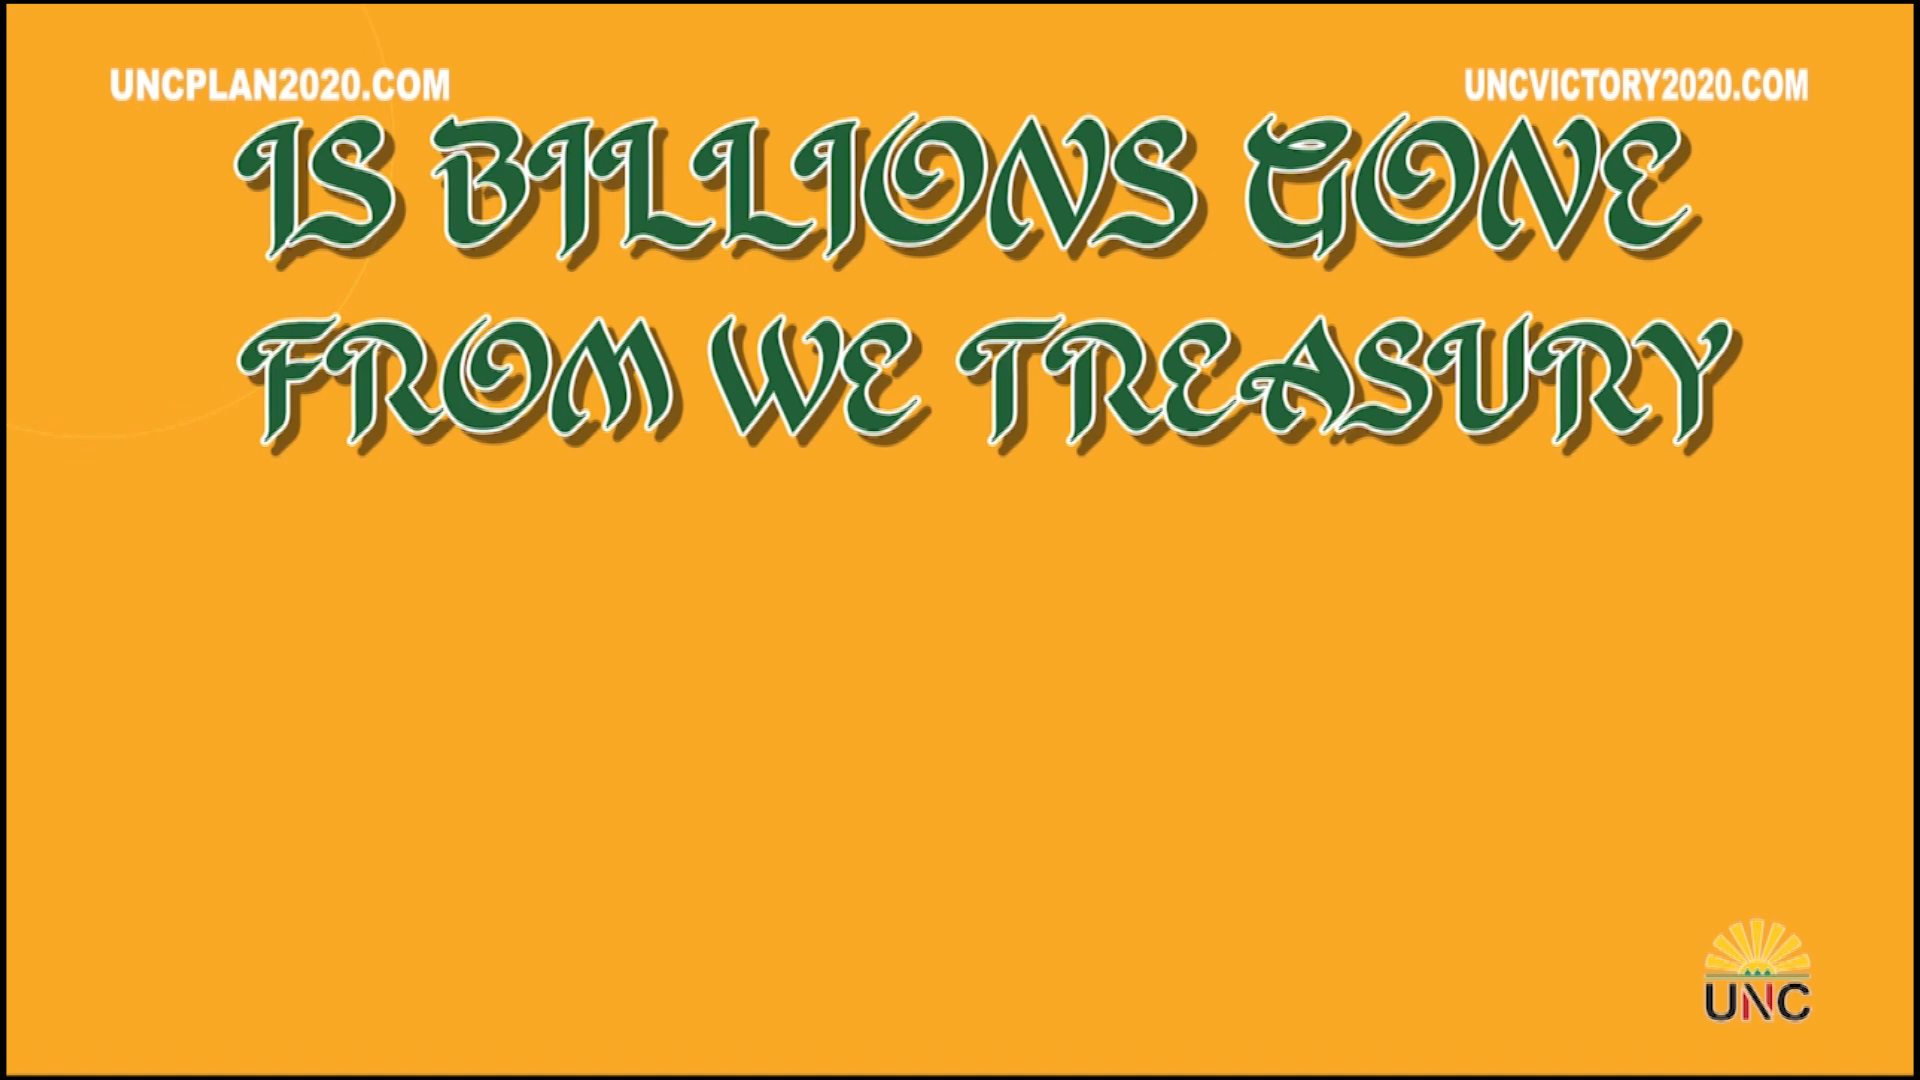 UNCPLAN2020.COM
UNCVICTORY2020.COM
IS BILLIONS GONE
FROM WE TREASURY
UNC